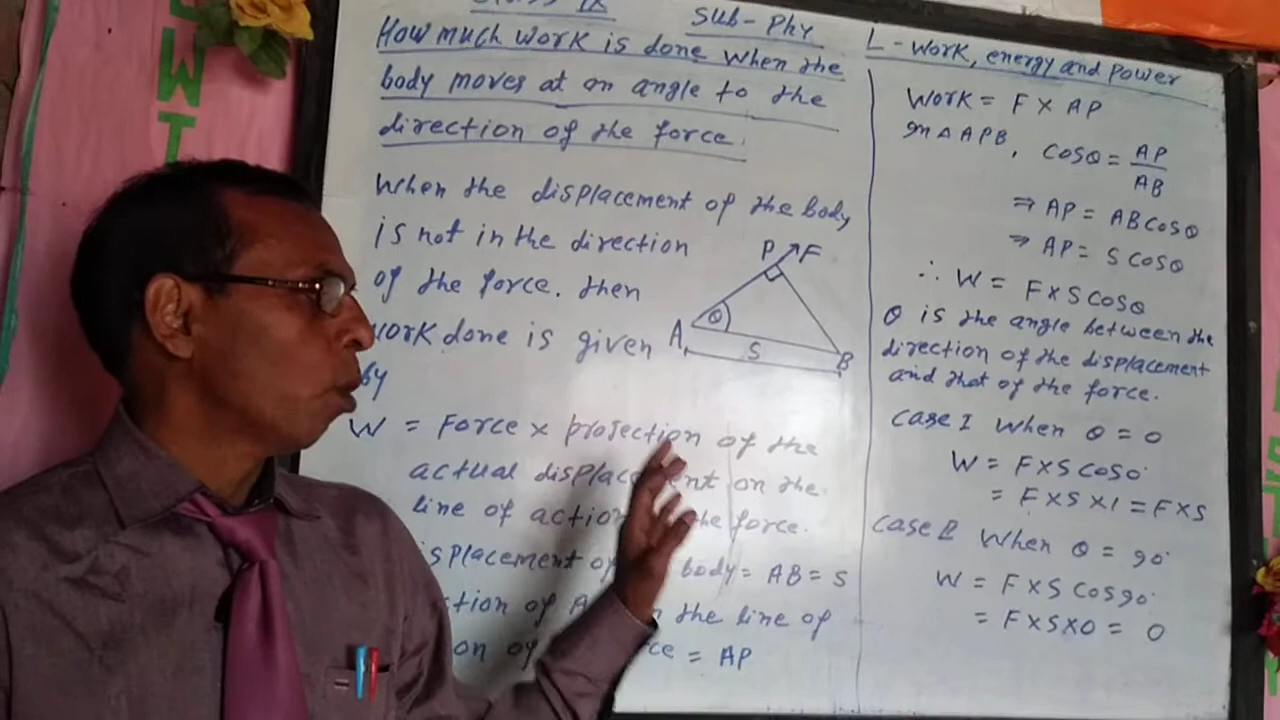 Sub- Phy
L- Work, energy and Power
How much work is done when the
body moves at an angle to the
direction of the force.
When the displacement of the body
is not in the direction
of the force. then
work done is given
by
P F
A θ S B
W = Force x projection of the
actual displacement on the
line of action the force.
displacement of body = AB = S
the line of
= AP
Work = F X AP
In △ APB, Cosθ = AP
AB
⇒ AP = AB Cosθ
⇒ AP = S Cosθ
∴ W = F X S Cosθ
θ is the angle between the
direction of the displacement
and that of the force.
Case I When θ = 0
W = F X S Cos0°
= F X S X 1 = F X S
Case II When θ = 90°
W = F X S Cos90°
= F X S X 0 = 0